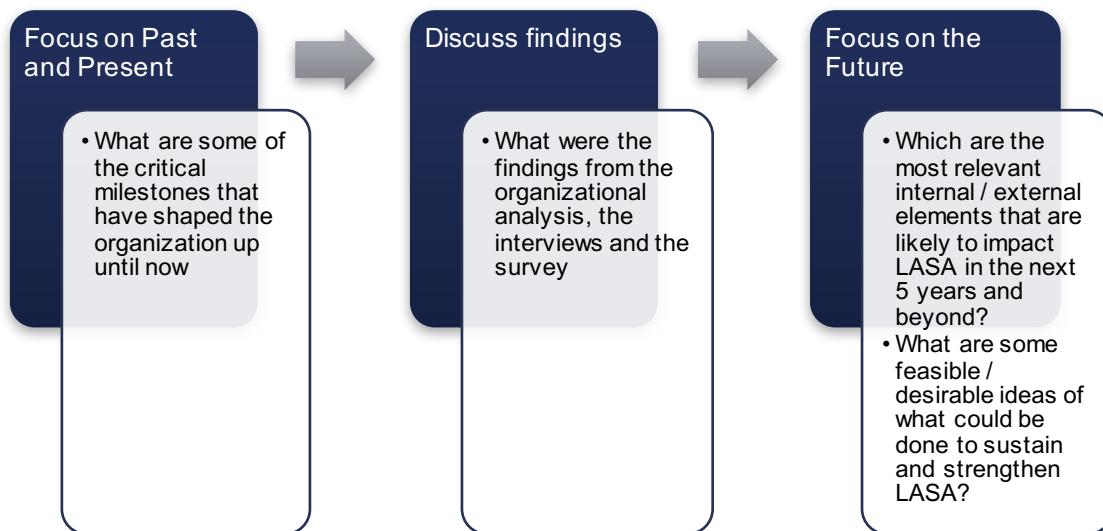 Focus on Past
and Present
• What are some of
the critical
milestones that
have shaped the
organization up
until now
Discuss findings
• What were the
findings from the
organizational
analysis, the
interviews and the
survey
Focus on the
Future
• Which are the
most relevant
internal / external
elements that are
likely to impact
LASA in the next
5 years and
beyond?
• What are some
feasible /
desirable ideas of
what could be
done to sustain
and strengthen
LASA?